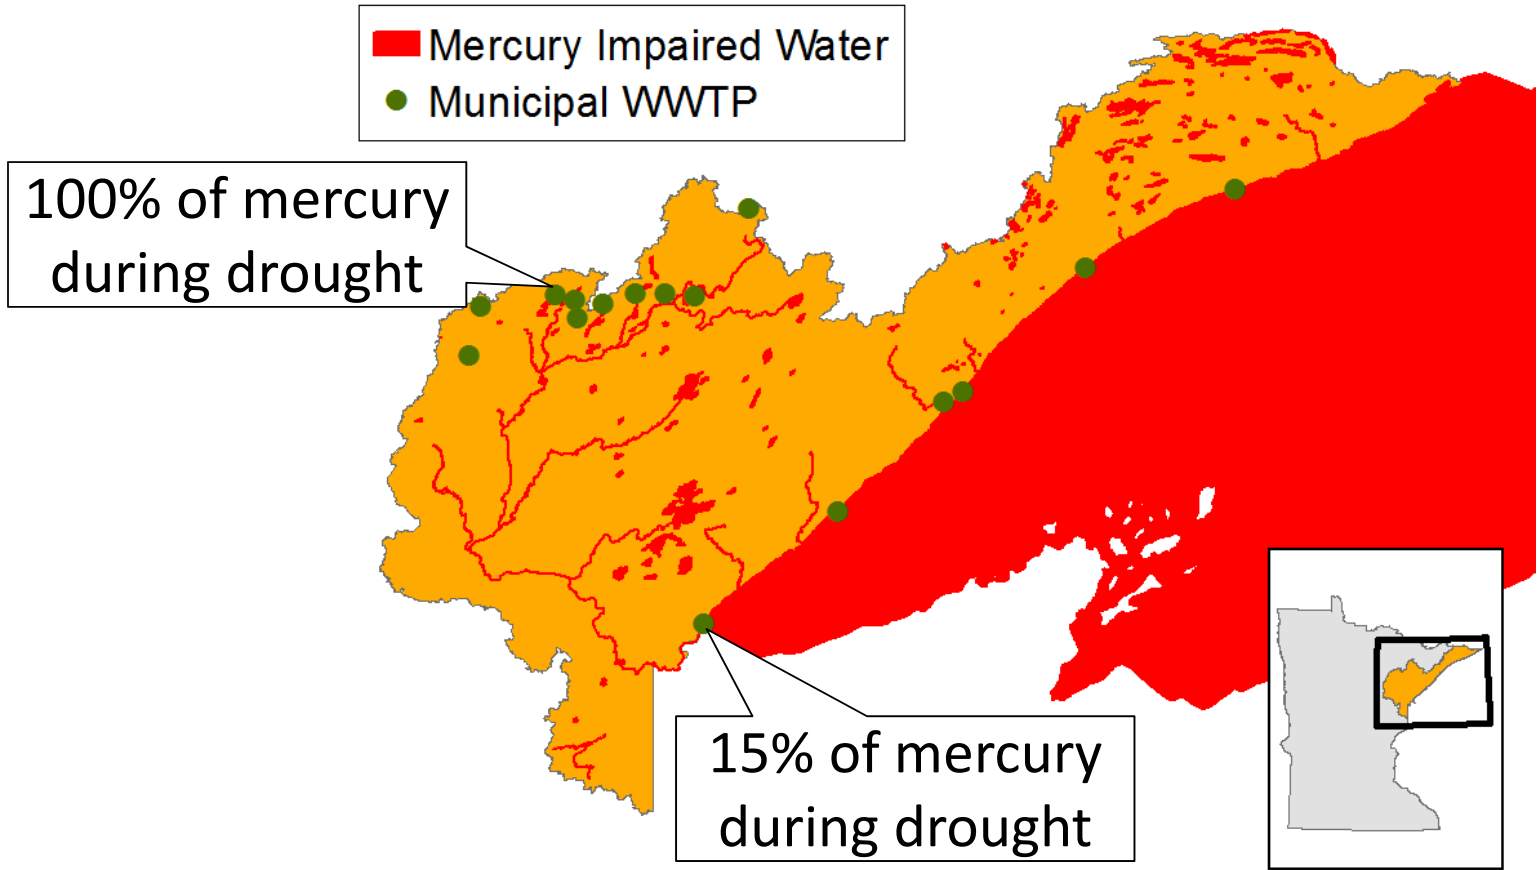 Mercury Impaired Water
Municipal WWTP
100% of mercury
during drought
15% of mercury
during drought